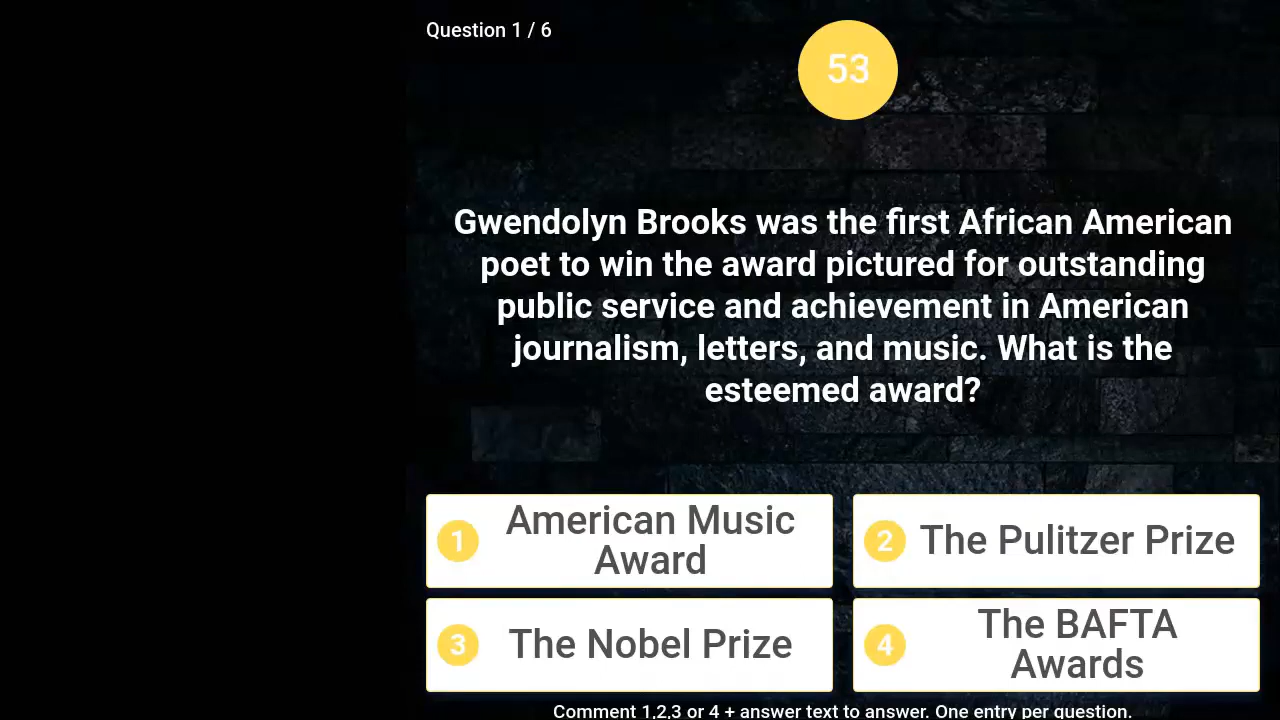 Question 1 / 6
53
Gwendolyn Brooks was the first African American
poet to win the award pictured for outstanding
public service and achievement in American
journalism, letters, and music. What is the
esteemed award?
1 American Music
Award
2 The Pulitzer Prize
3 The Nobel Prize
4 The BAFTA
Awards
Comment 1,2,3 or 4 + answer text to answer. One entry per question.